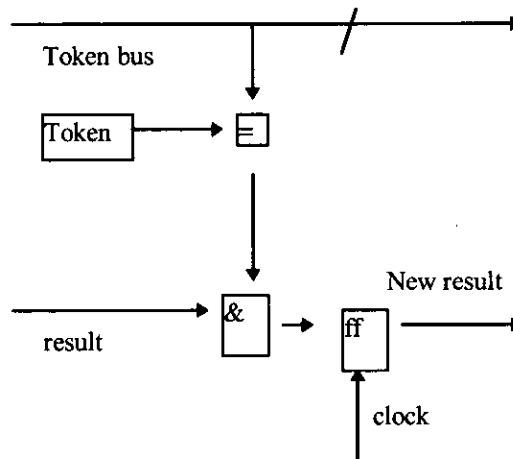 Token bus
Token
=
&
New result
ff
result
clock